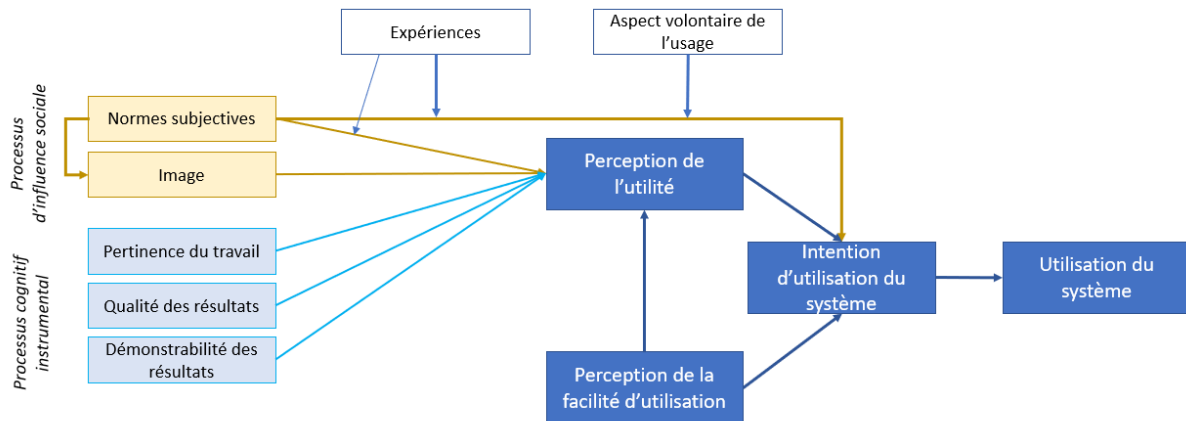 Expériences
Aspect volontaire de
l’usage
Processus
d’influence sociale
Normes subjectives
Image
Perception de
l’utilité
Processus cognitif
instrumental
Pertinence du travail
Qualité des résultats
Démonstrabilité des
résultats
Intention
d’utilisation du
système
Utilisation du
système
Perception de la
facilité d’utilisation